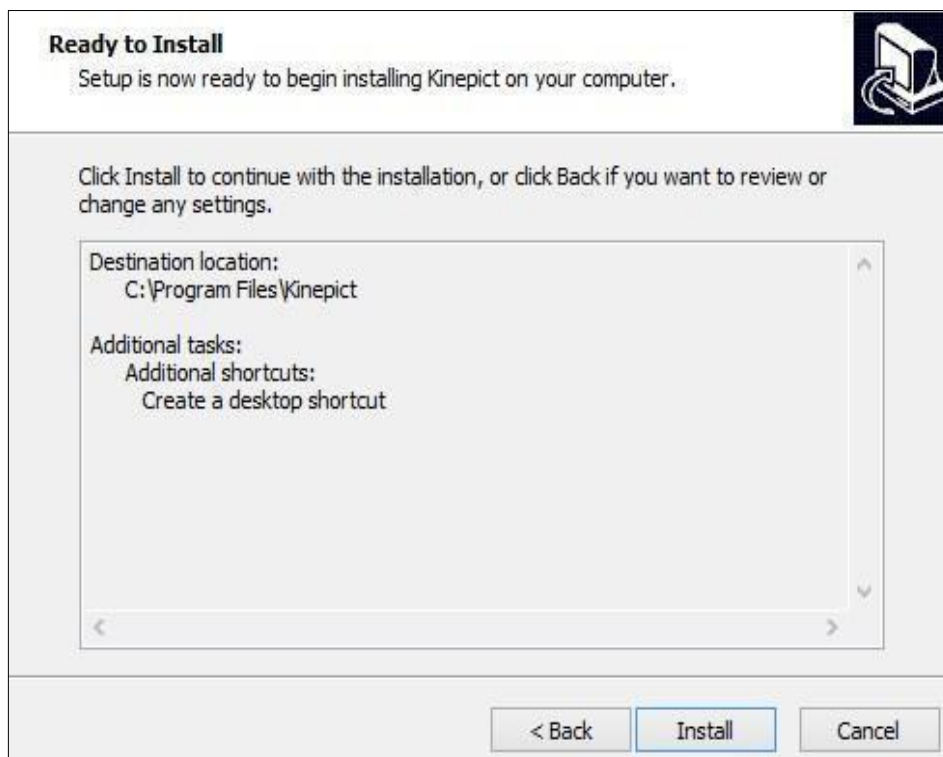 Ready to Install
Setup is now ready to begin installing Kinepict on your computer.
Click Install to continue with the installation, or click Back if you want to review or
change any settings.
Destination location:
C:\Program Files\Kinepict
Additional tasks:
Additional shortcuts:
Create a desktop shortcut
< Back
Install
Cancel